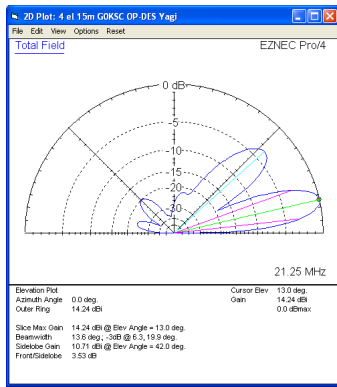 2D Plot: 4 el 15m G0KSC OP-DES Yagi
File Edit View Options Reset
Total Field
EZNEC Pro/4
0 dB
-5
-10
-15
-20
-30
21.25 MHz
Elevation Plot
Azimuth Angle 0.0 deg.
Outer Ring 14.24 dBi
Cursor Elev 13.0 deg.
Gain 14.24 dBi
0.0 dBmax
Slice Max Gain 14.24 dBi @ Elev Angle = 13.0 deg.
Beamwidth 13.6 deg.; -3dB @ 6.3, 19.9 deg.
Sidelobe Gain 10.71 dBi @ Elev Angle = 42.0 deg.
Front/Sidelobe 3.53 dB